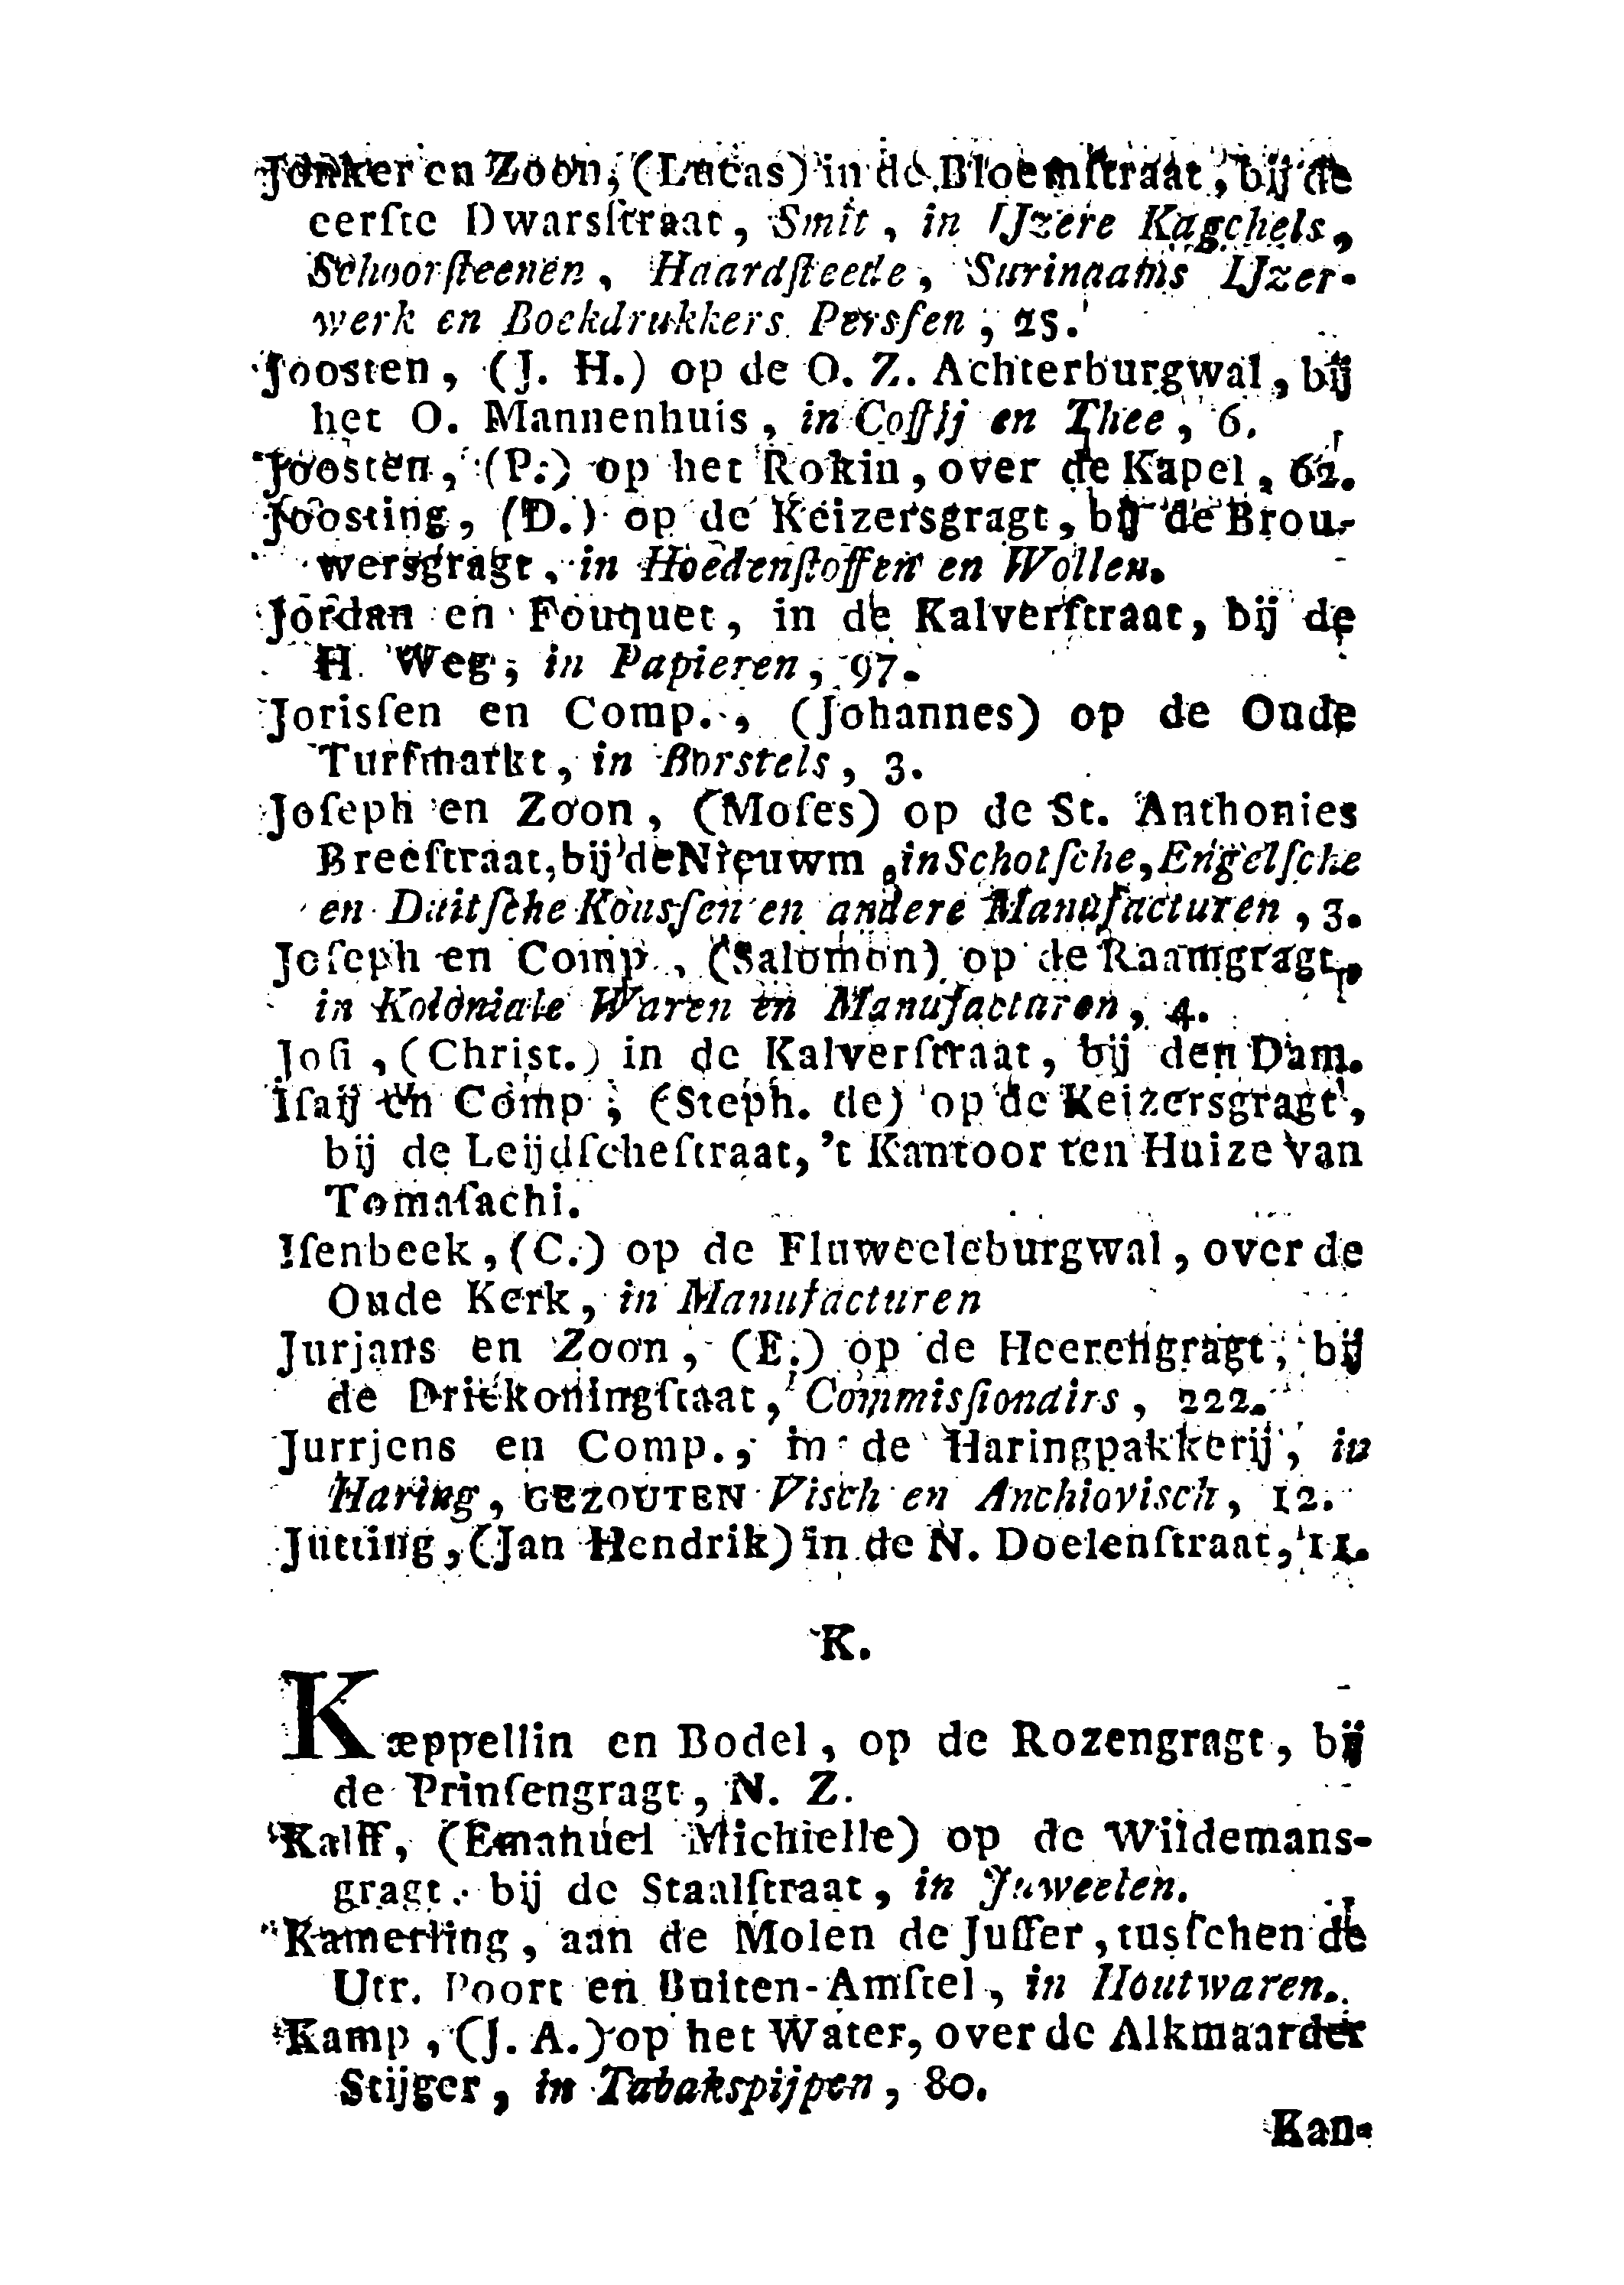 Jonker en Zoon, (Lucas) in de Bloemſtraat, bij de
eerſte Dwarsſtraat, Smit, in IJzere Kagchels,
Schoorſteenen, Haardſteede, Surinaams IJzer-
werk en Boekdrukkers Persſen, 25.
Joosten, (J. H.) op de O. Z. Achterburgwal, bij
het O. Mannenhuis, in Coffij en Thee, 6.
Joosten, (P.) op het Rokin, over de Kapel, 62.
Joosting, (D.) op de Keizersgragt, bij de Brou-
wersgragt, in Hoedenſtoffen en Wollen.
Jordan en Fouquet, in de Kalverſtraat, bij de
H. Weg, in Papieren, 97.
Jorisſen en Comp., (Johannes) op de Oude
Turfmarkt, in Borstels, 3.
Joſeph en Zoon, (Moſes) op de St. Anthonies
Breeſtraat, bij de Nieuwm, in Schotſche, Engelſche
en Duitſche Kousſen en andere Manufacturen, 3.
Joſeph en Comp., (Salomon) op de Raamgragt,
in Koloniale Waren en Manufacturen, 4.
Joſi, (Christ.) in de Kalverſtraat, bij den Dam.
Iſaij en Comp, (Steph. de) op de Keizersgragt,
bij de Leijdſcheſtraat, 't Kantoor ten Huize van
Tomaſachi.
Iſenbeek, (C.) op de Fluweeleburgwal, over de
Oude Kerk, in Manufacturen
Jurjans en Zoon, (E.) op de Heerengragt, bij
de Driekoningſtaat, Commisſionairs, 222.
Jurrjens en Comp., in de Haringpakkerij, in
Haring, GEZOUTEN Visch en Anchiovisch, 12.
Jutting, (Jan Hendrik) in de N. Doelenſtraat, 11.
K.
Kæppellin en Bodel, op de Rozengragt, bij
de Prinſengragt, N. Z.
Kalff, (Emanuel Michielle) op de Wildemans-
gragt. bij de Staalſtraat, in Juweelen.
Kamerling, aan de Molen de Juffer, tusſchen de
Utr. Poort en Buiten-Amſtel, in Houtwaren.
Kamp, (J. A.) op het Water, over de Alkmaarder
Stijger, in Tabakspijpen, 80.
Kan-